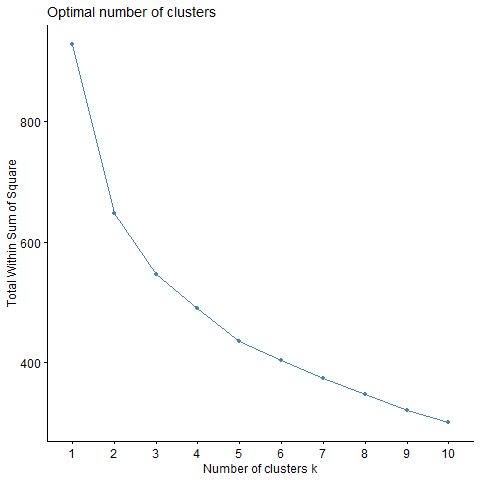 Optimal number of clusters
Total Within Sum of Square
800
600
400
1 2 3 4 5 6 7 8 9 10
Number of clusters k